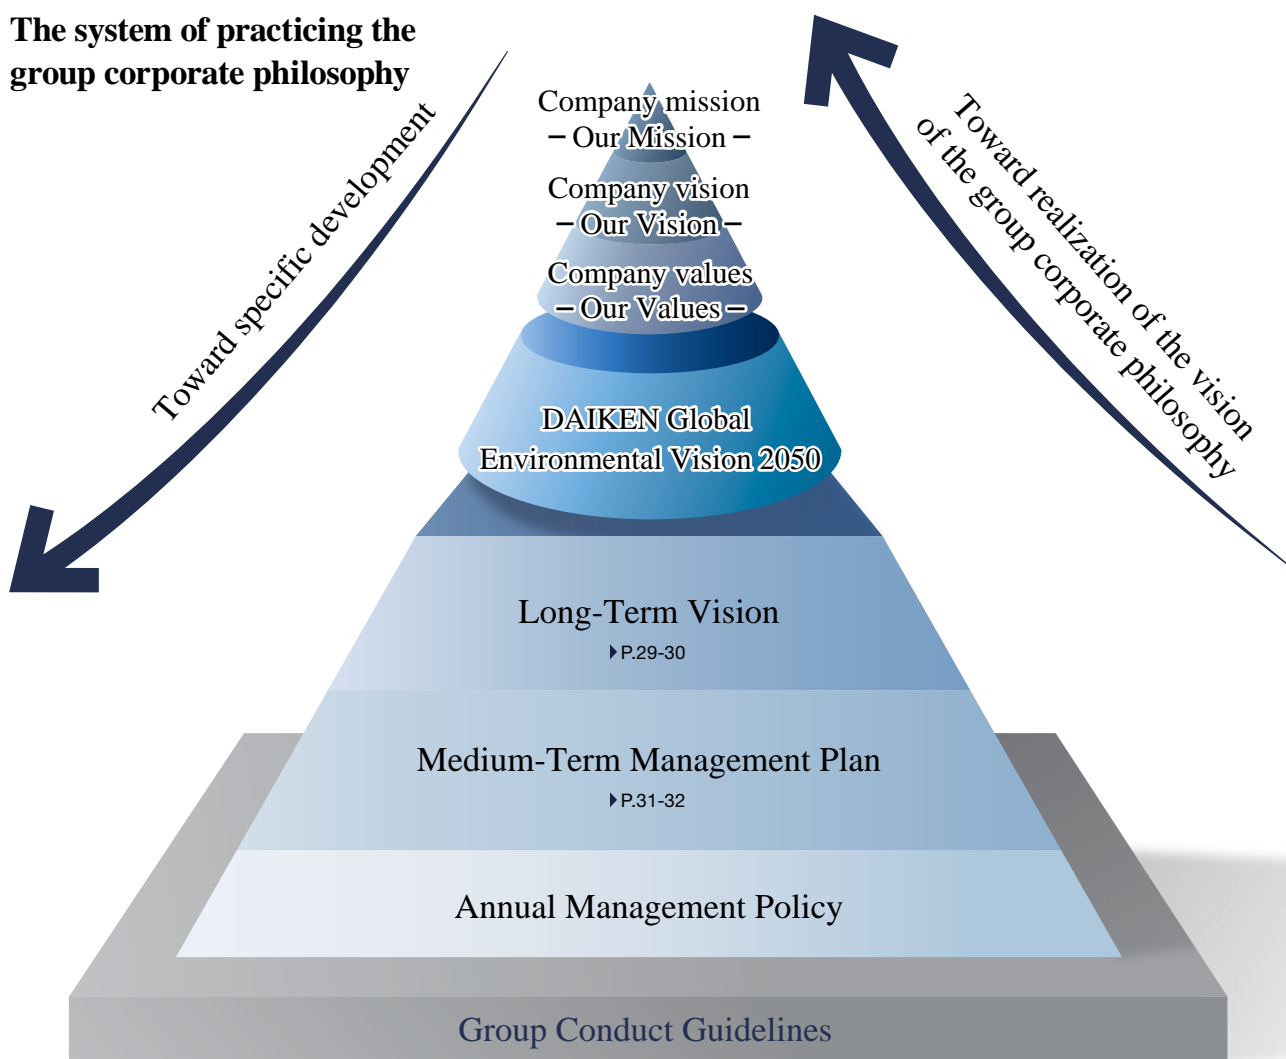 The system of practicing the
group corporate philosophy
Toward specific development
Toward realization of the vision
of the group corporate philosophy
Company mission
– Our Mission –
Company vision
– Our Vision –
Company values
– Our Values –
DAIKEN Global
Environmental Vision 2050
Long-Term Vision
P.29-30
Medium-Term Management Plan
P.31-32
Annual Management Policy
Group Conduct Guidelines